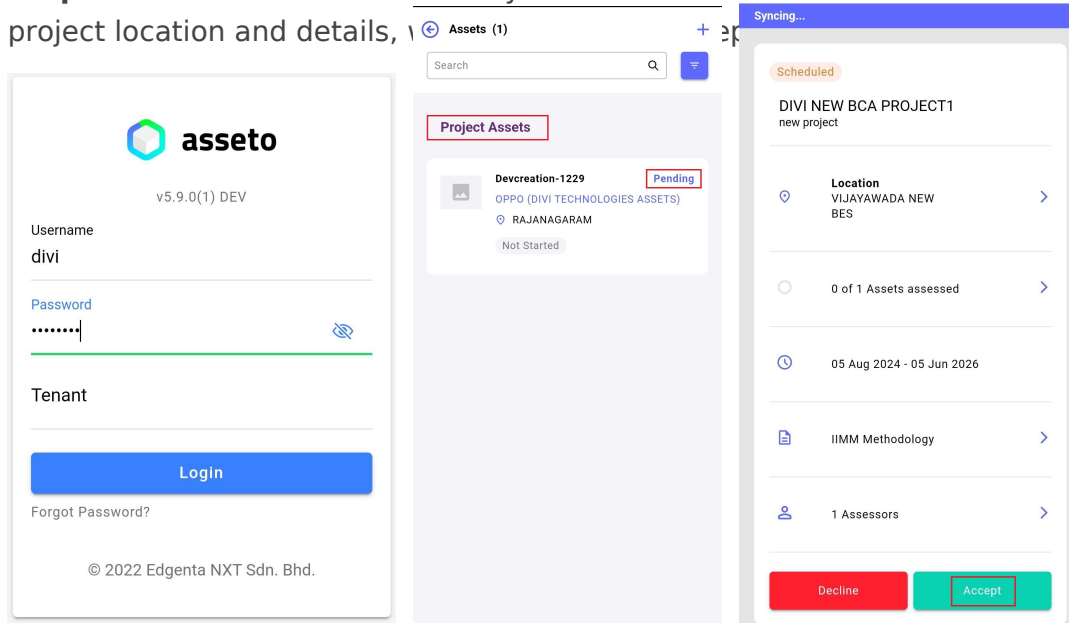 project location and details,
asseto
v5.9.0(1) DEV
Username
divi
Password
••••••••
Tenant
Login
Forgot Password?
© 2022 Edgenta NXT Sdn. Bhd.
Assets (1)
Search
Project Assets
Devcreation-1229
Pending
OPPO (DIVI TECHNOLOGIES ASSETS)
RAJANAGARAM
Not Started
Syncing...
Scheduled
DIVI NEW BCA PROJECT1
new project
Location
VIJAYAWADA NEW
BES
0 of 1 Assets assessed
05 Aug 2024 - 05 Jun 2026
IIMM Methodology
1 Assessors
Decline
Accept